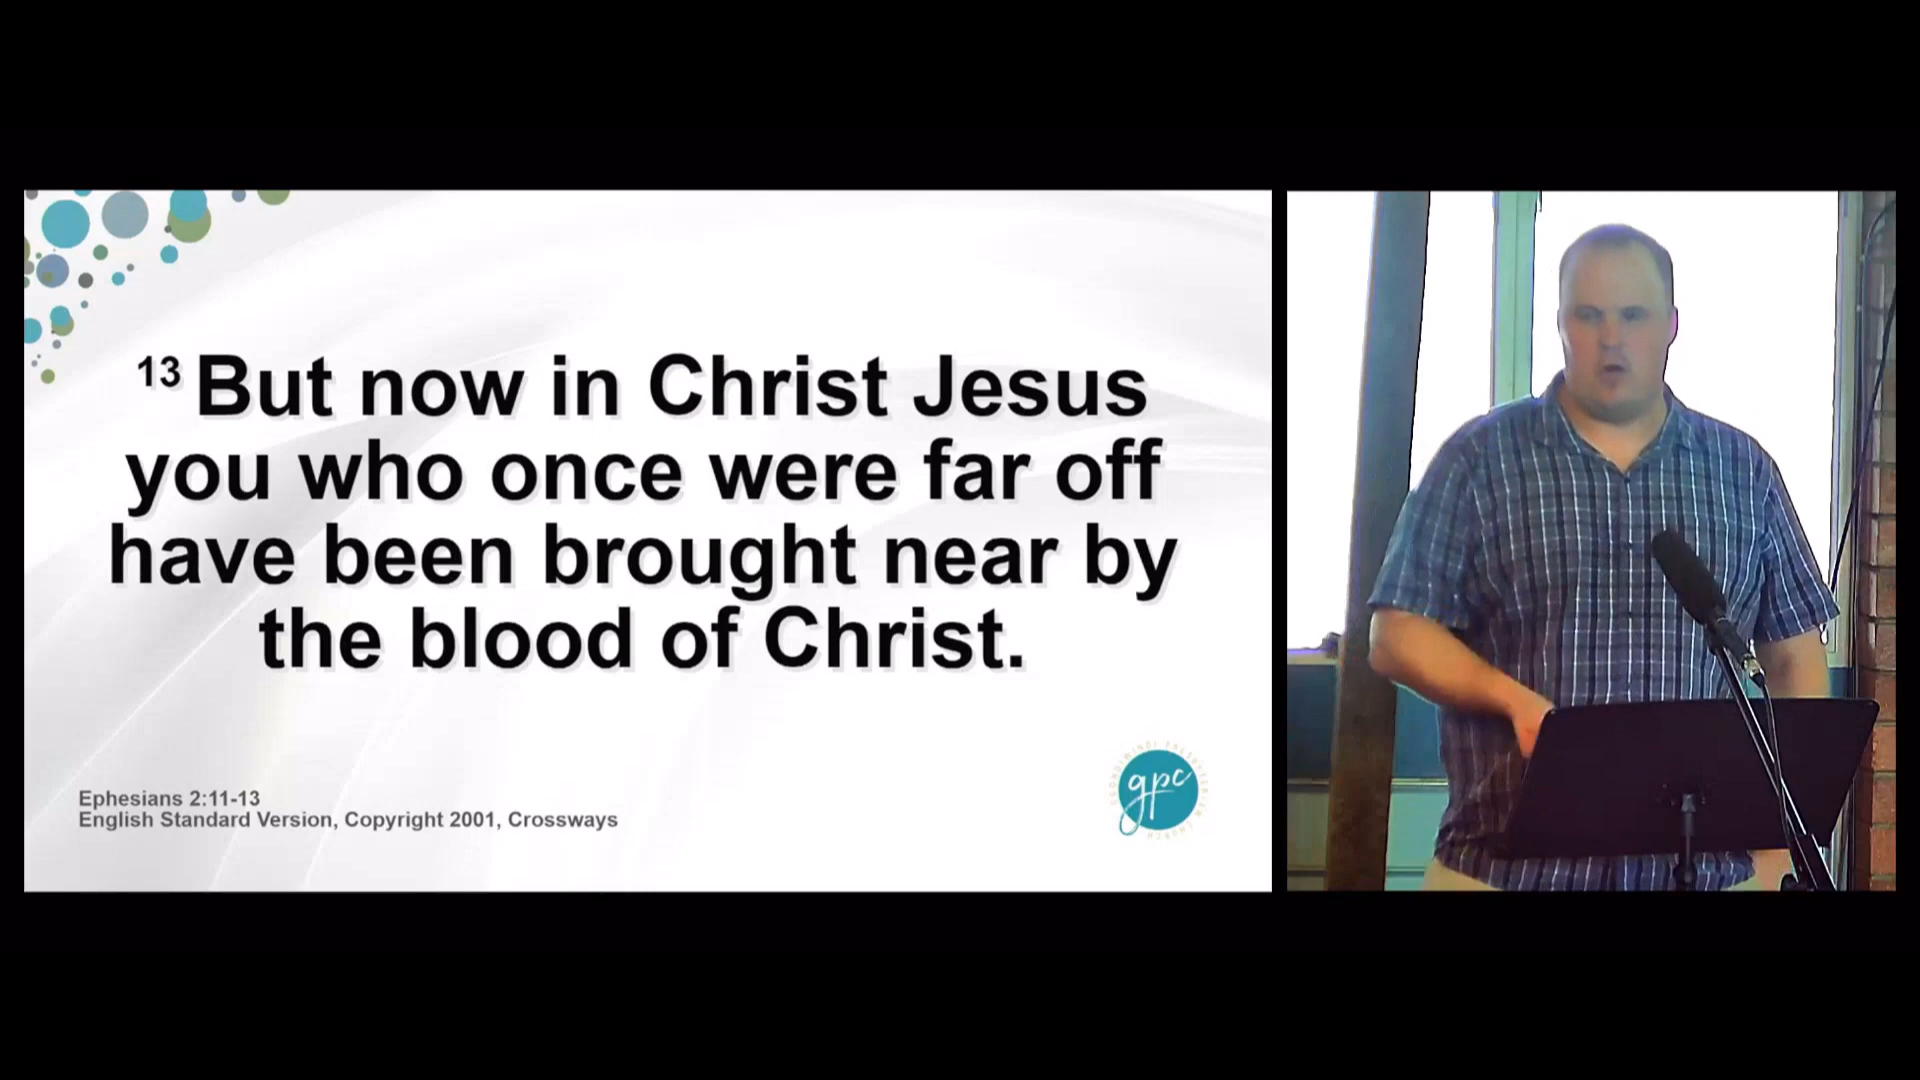 13 But now in Christ Jesus
you who once were far off
have been brought near by
the blood of Christ.
Ephesians 2:11-13
English Standard Version, Copyright 2001, Crossways
gpc